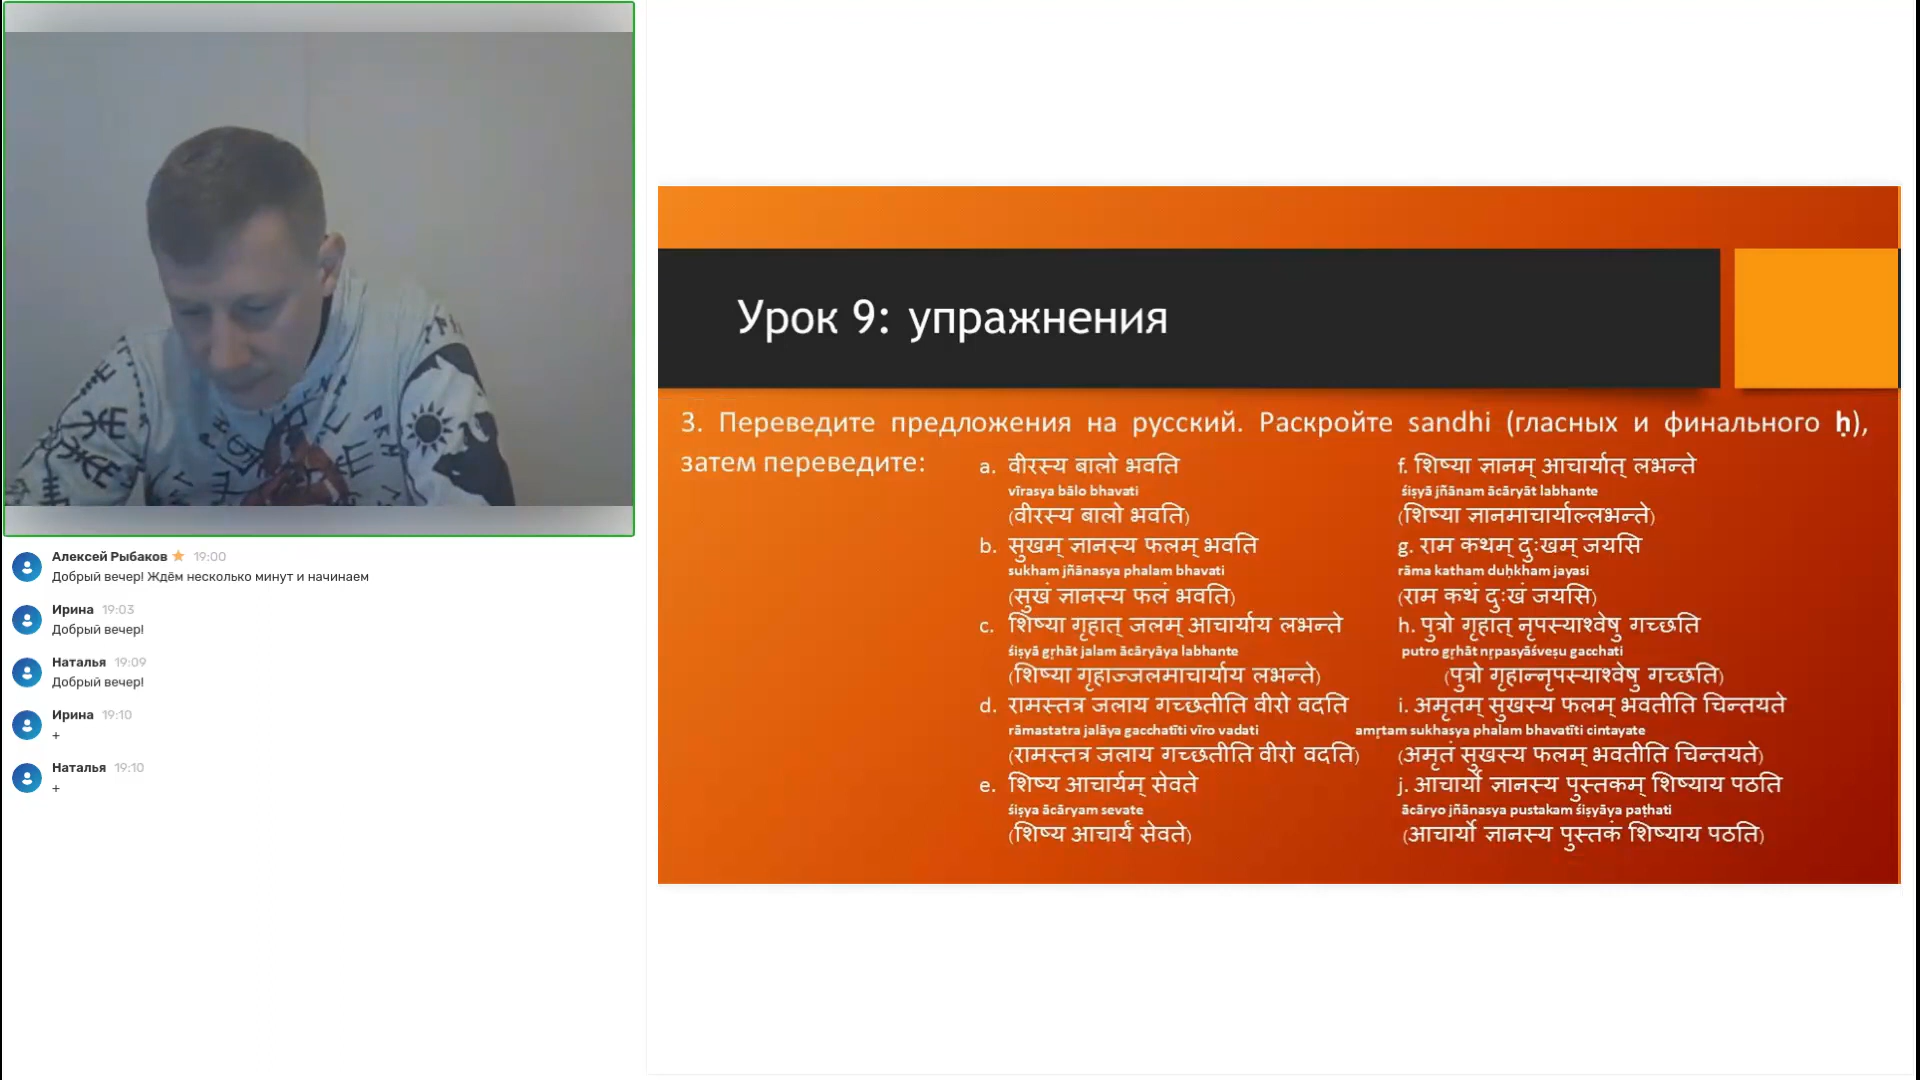 Алексей Рыбаков 19:00
Добрый вечер! Ждём несколько минут и начинаем
Ирина 19:03
Добрый вечер!
Наталья 19:09
Добрый вечер!
Ирина 19:10
+
Наталья 19:10
+
Урок 9: упражнения
3. Переведите предложения на русский. Раскройте sandhi (гласных и финального ḥ),
затем переведите:
a. वीरस्य बालो भवति
vīrasya bālo bhavati
(वीरस्य बालो भवति)
b. सुखम् ज्ञानस्य फलम् भवति
sukham jñānasya phalam bhavati
(सुखं ज्ञानस्य फलं भवति)
c. शिष्या गृहात् जलम् आचार्याय लभन्ते
śiṣyā gṛhāt jalam ācāryāya labhante
(शिष्या गृहाज्जलमाचार्याय लभन्ते)
d. रामस्तत्र जलाय गच्छतीति वीरो वदति
rāmastatra jalāya gacchatīti vīro vadati
(रामस्तत्र जलाय गच्छतीति वीरो वदति)
e. शिष्य आचार्यम् सेवते
śiṣya ācāryam sevate
(शिष्य आचार्यं सेवते)
f. शिष्या ज्ञानम् आचार्यात् लभन्ते
śiṣyā jñānam ācāryāt labhante
(शिष्या ज्ञानमाचार्याल्लभन्ते)
g. राम कथम् दुःखम् जयसि
rāma katham duḥkham jayasi
(राम कथं दुःखं जयसि)
h. पुत्रो गृहात् नृपस्याश्वेषु गच्छति
putro gṛhāt nṛpasyāśveṣu gacchati
(पुत्रो गृहान्नृपस्याश्वेषु गच्छति)
i. अमृतम् सुखस्य फलम् भवतीति चिन्तयते
amṛtam sukhasya phalam bhavatīti cintayate
(अमृतं सुखस्य फलम् भवतीति चिन्तयते)
j. आचार्यो ज्ञानस्य पुस्तकम् शिष्याय पठति
ācāryo jñānasya pustakam śiṣyāya paṭhati
(आचार्यो ज्ञानस्य पुस्तकं शिष्याय पठति)